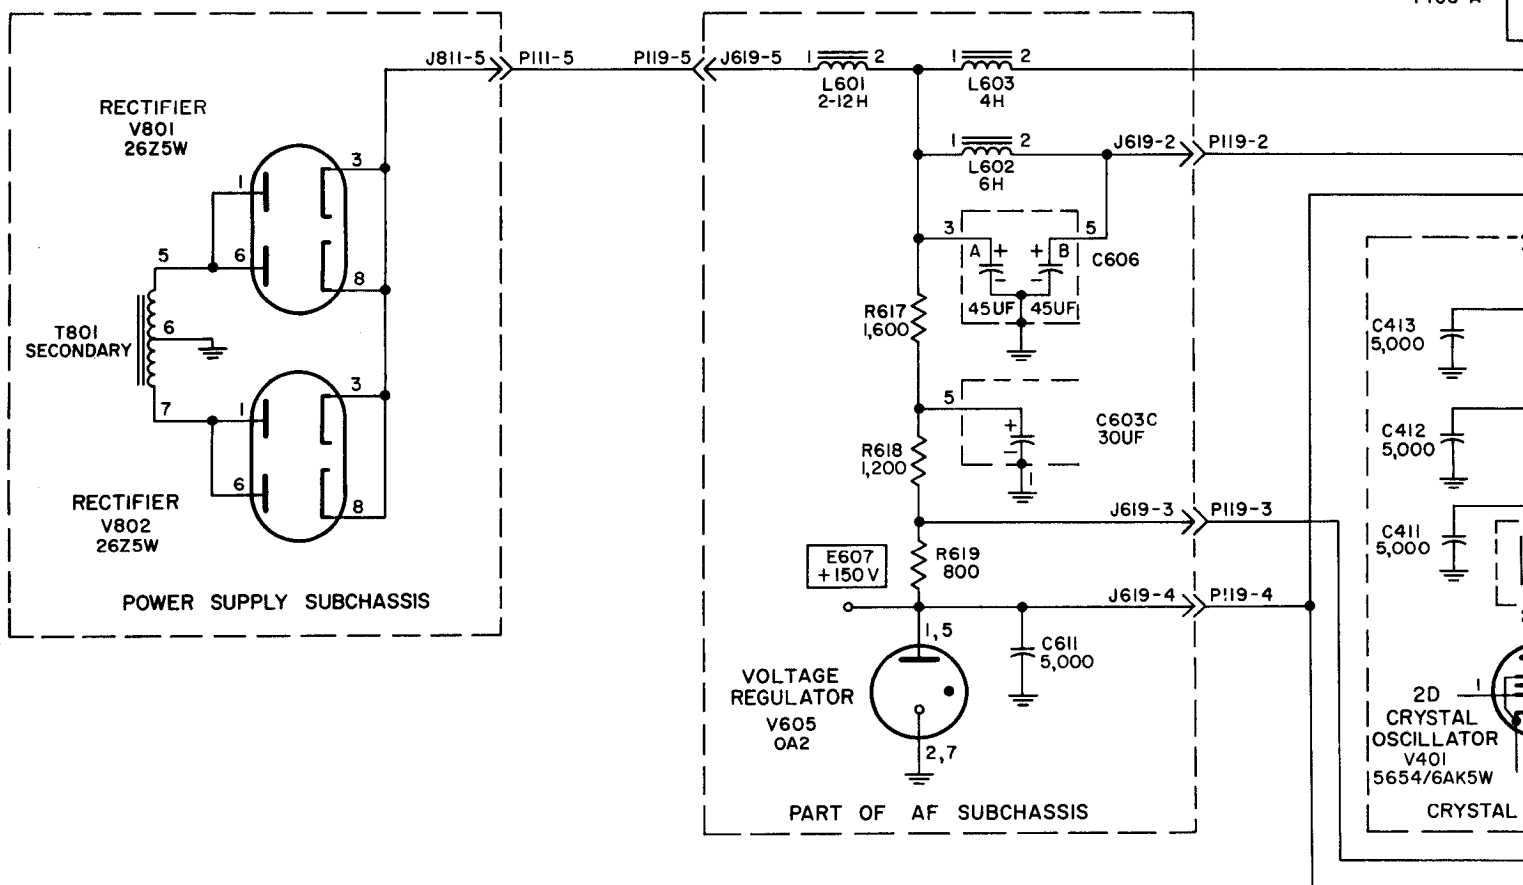 J811-5
P111-5
P119-5
J619-5
1
2
L601
2-12H
1
2
L603
4H
RECTIFIER
V801
26Z5W
3
1
6
8
5
6
7
T801
SECONDARY
3
1
6
8
RECTIFIER
V802
26Z5W
POWER SUPPLY SUBCHASSIS
1
2
L602
6H
J619-2
P119-2
3
5
A
+
+
B
-
-
C606
45UF
45UF
R617
1,600
5
+
-
C603C
30UF
1
R618
1,200
J619-3
P119-3
E607
+150V
R619
800
J619-4
P119-4
1,5
C611
5,000
VOLTAGE
REGULATOR
V605
OA2
2,7
PART OF AF SUBCHASSIS
C413
5,000
C412
5,000
C411
5,000
1
2D
CRYSTAL
OSCILLATOR
V401
5654/6AK5W
CRYSTAL